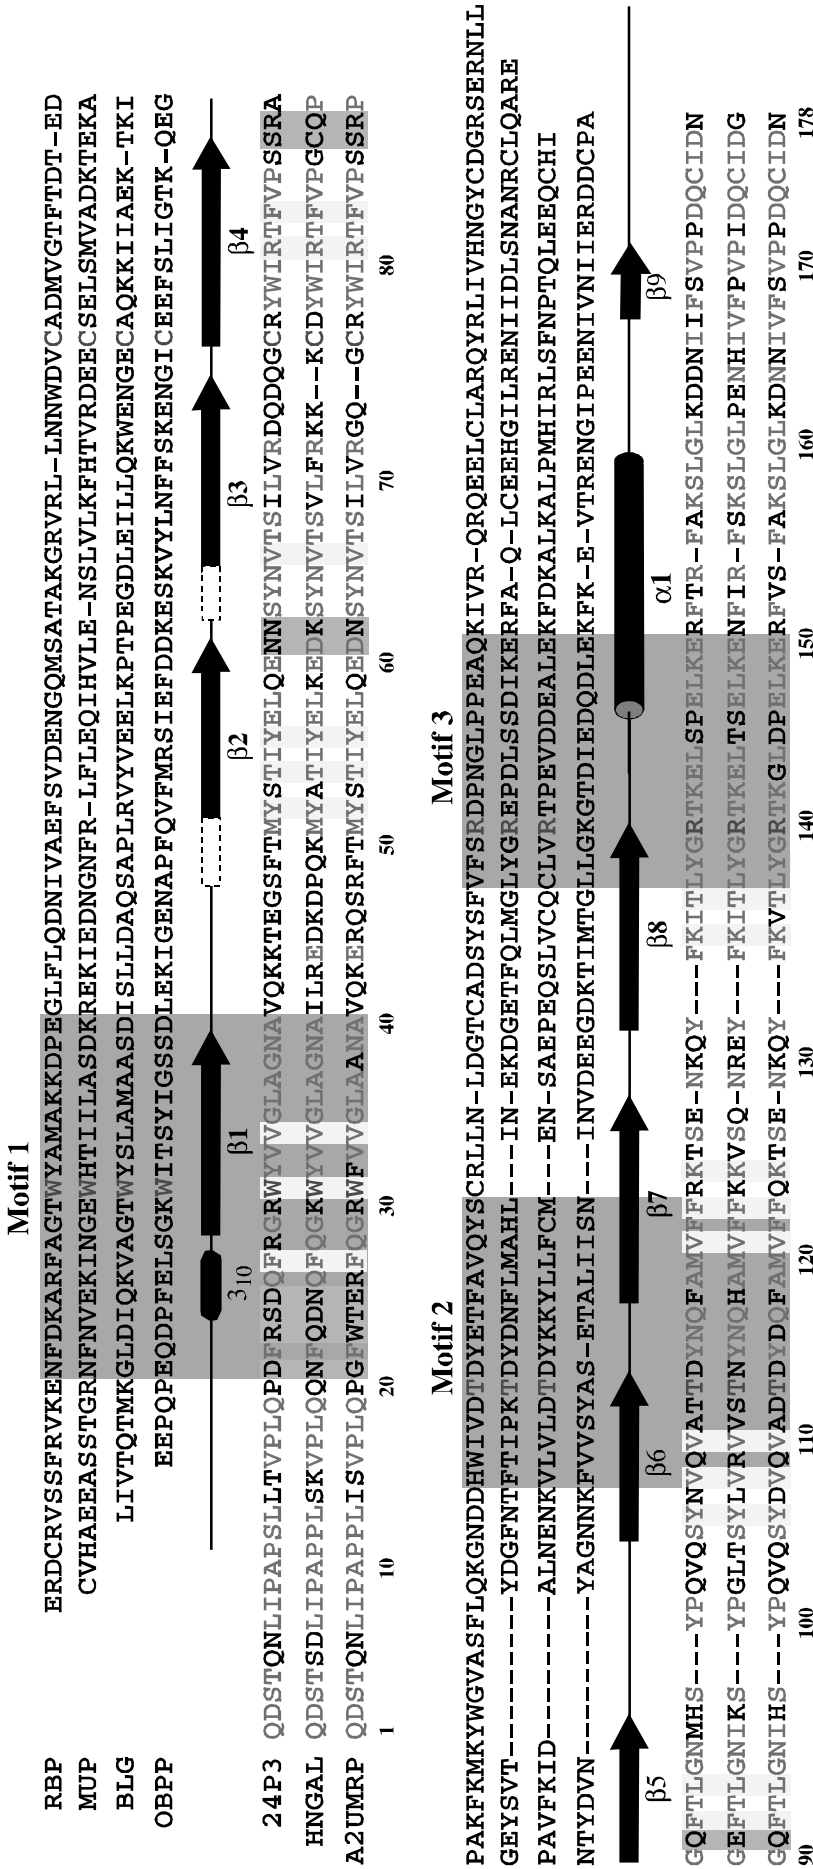 Motif 1
RBP ERDCRVSSFRVKENFDKARFAGTWYAMAKKDPEGLFLQDNIVAEFSVDENGQMSATAKGRVRL-LNNWDVCADMVGTFTDT-ED
MUP CVHAEEASSTGRNFNVEKINGEWHTIILASDKREKIEDNGNFR-LFLEQIHVLE-NSLVLKFHTVRDEECSELSMVADKTEKA
BLG LIVTQTMKGLDIQKVAGTWYSLAMAASDISLLDAQSAPLRVYVEELKPTPEGDLEILLQKWENGECAQKKIIAEK-TKI
OBPP EEPQPEQDPFELSGKWITSYIGSSDLEKIGENAPFQVFMRSIEFDDKESKVYLNFFSKENGICEEFSLIGTK-QEG
3₁₀ β1 β2 β3 β4
24P3 QDSTQNLIPAPSLLTVPLQPDFRSDQFRGRWYVVGLAGNAVQKKTEGSFTMYSTIYELQENNSYNVTSILVRDQDQGCRYWIRTFVPSSRA
HNGAL QDSTSDLIPAPPLSKVPLQQNFQDNQFQGKWYVVGLAGNAILREDKDPQKMYATIYELKEDKSYNVTSVLFRKK--KCDYWIRTFVPGCQP
A2UMRP QDSTQNLIPAPPLISVPLQPGFWTERFQGRWFVVGLAANAVQKERQSRFTMYSTIYELQEDNSYNVTSILVRGQ--GCRYWIRTFVPSSRP
1 10 20 30 40 50 60 70 80
Motif 2 Motif 3
PAKFKMKYWGVASFLQKGNDDHWIVDTDYETFAVQYSCRLLN-LDGTCADSYSFVFSRDPNGLPPEAQKIVR-QRQEELCLARQYRLIVHNGYCDGRSERNLL
GEYSVT---------YDGFNTFTIPKTDYDNFLMAHL----IN-EKDGETFQLMGLYGREPDLSSDIKERFA-Q-LCEEHGILRENIIDLSNANRCLQARE
PAVFKID--------ALNENKVLVLDTDYKKYLLFCM----EN-SAEPEQSLVCQCLVRTPEVDDEALEKFDKALKALPMHIRLSFNPTQLEEQCHI
NTYDVN---------YAGNNKFVVSYAS-ETALIISN----INVDEEGDKTIMTGLLGKGTDIEDQDLEKFK-E-VTRENGIPEENIVNIIERDDCPA
β5 β6 β7 β8 α1 β9
GQFTLGNMHS---YPQVQSYNVQVATTDYNQFAMVFFRKTSE-NKQY----FKITLYGRTKELSPELKERFTR-FAKSLGLKDDNIIFSVPPDQCIDN
GEFTLGNIKS---YPGLTSYLVRVVSTNYNQHAMVFFKKVSQ-NREY----FKITLYGRTKELTSELKENFIR-FSKSLGLPENHIVFPVPIDQCIDG
GQFTLGNIHS---YPQVQSYDVQVADTDYDQFAMVFFQKTSE-NKQY----FKVTLYGRTKGLDPELKERFVS-FAKSLGLKDNNIVFSVPPDQCIDN
90 100 110 120 130 140 150 160 170 178